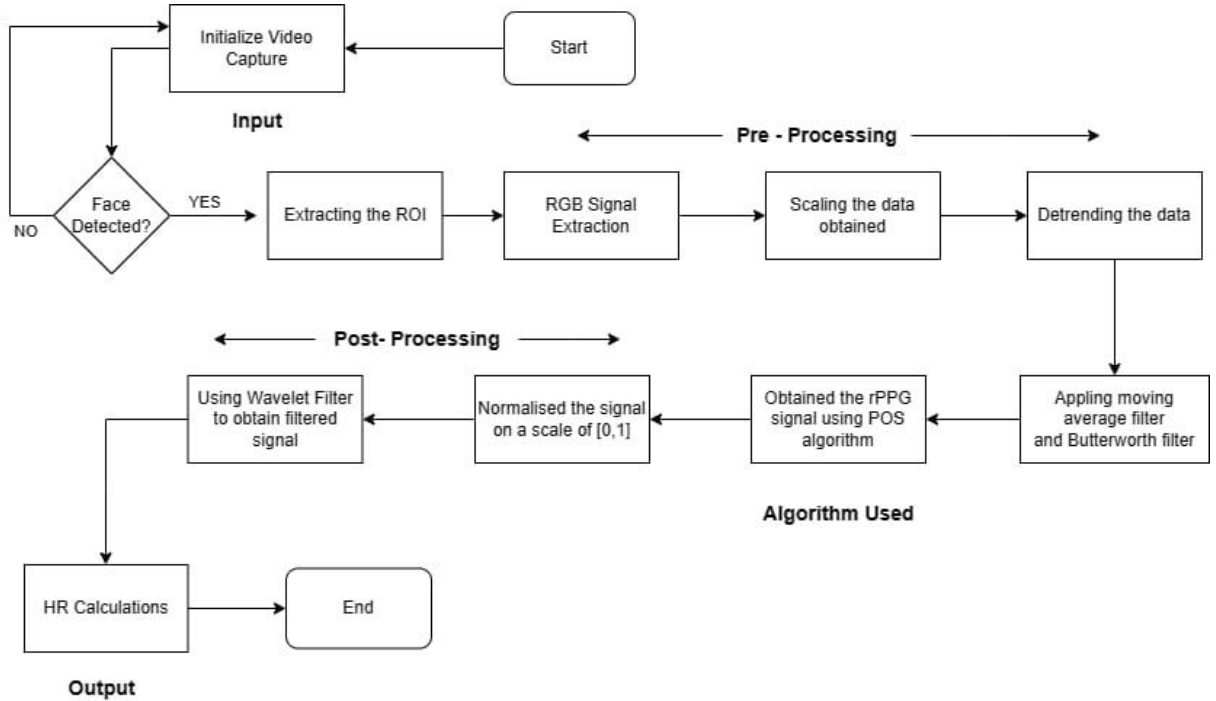 Initialize Video
Capture
Start
Input
Pre - Processing
Face
Detected?
YES
NO
Extracting the ROI
RGB Signal
Extraction
Scaling the data
obtained
Detrending the data
Post- Processing
Using Wavelet Filter
to obtain filtered
signal
Normalised the signal
on a scale of [0,1]
Obtained the rPPG
signal using POS
algorithm
Appling moving
average filter
and Butterworth filter
Algorithm Used
HR Calculations
End
Output